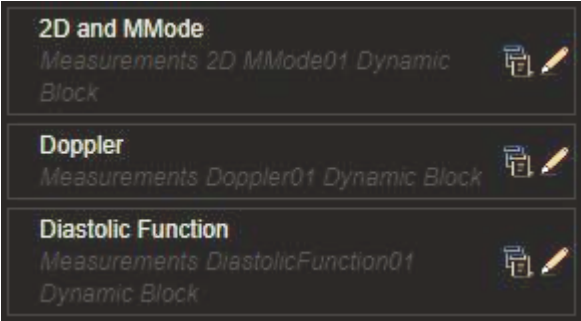 2D and MMode
Measurements 2D MMode01 Dynamic
Block
Doppler
Measurements Doppler01 Dynamic Block
Diastolic Function
Measurements DiastolicFunction01
Dynamic Block